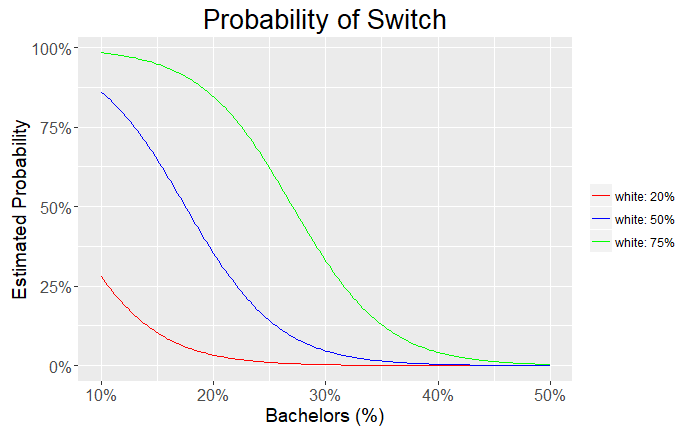 Probability of Switch
Estimated Probability
100%
75%
50%
25%
0%
10% 20% 30% 40% 50%
Bachelors (%)
white: 20%
white: 50%
white: 75%